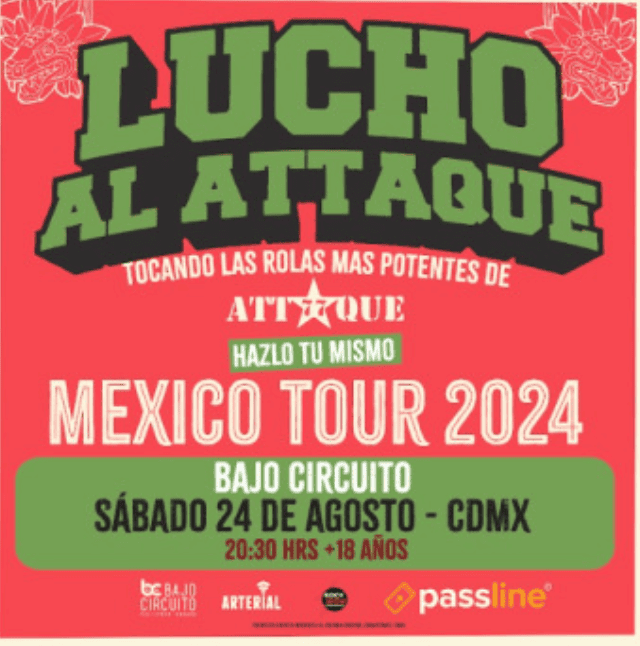 LUCHO
AL ATTAQUE
TOCANDO LAS ROLAS MAS POTENTES DE
ATTAQUE
HAZLO TU MISMO
MEXICO TOUR 2024
BAJO CIRCUITO
SÁBADO 24 DE AGOSTO - CDMX
20:30 HRS +18 AÑOS
bc BAJO
CIRCUITO
ARTERIAL
passline®